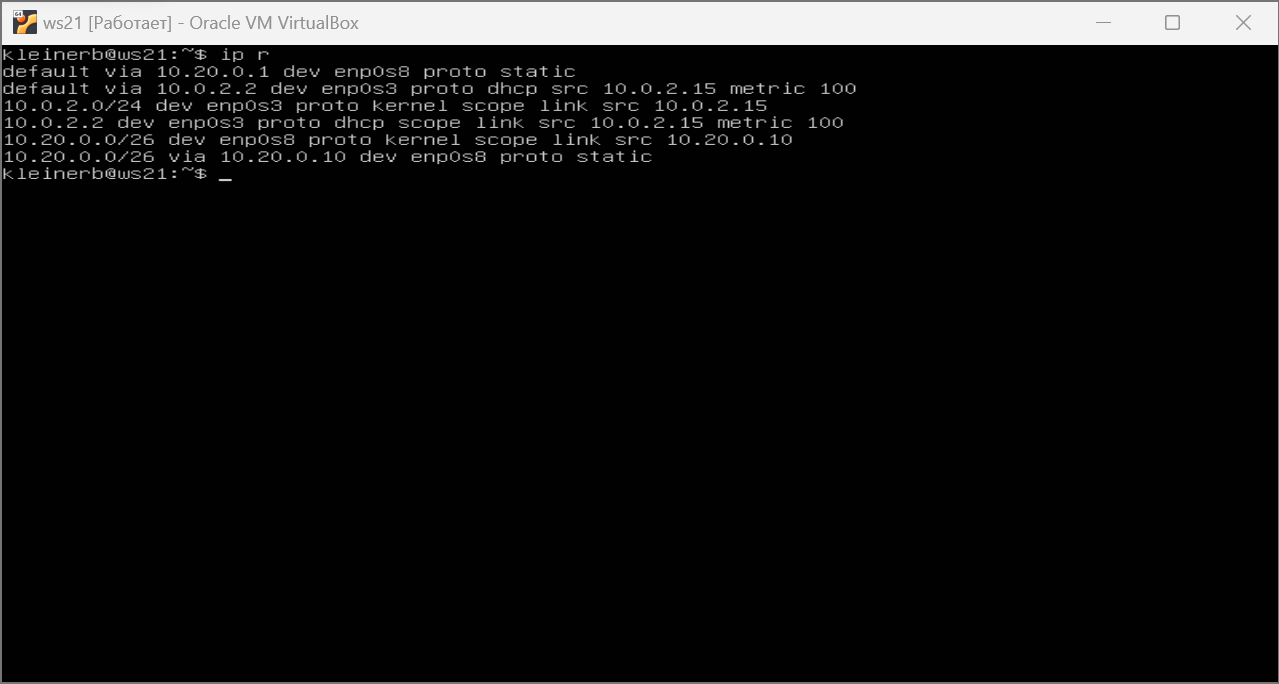 ws21 [Работает] - Oracle VM VirtualBox
kleinerb@ws21:~$ ip r
default via 10.20.0.1 dev enp0s8 proto static
default via 10.0.2.2 dev enp0s3 proto dhcp src 10.0.2.15 metric 100
10.0.2.0/24 dev enp0s3 proto kernel scope link src 10.0.2.15
10.0.2.2 dev enp0s3 proto dhcp scope link src 10.0.2.15 metric 100
10.20.0.0/26 dev enp0s8 proto kernel scope link src 10.20.0.10
10.20.0.0/26 via 10.20.0.10 dev enp0s8 proto static
kleinerb@ws21:~$ _